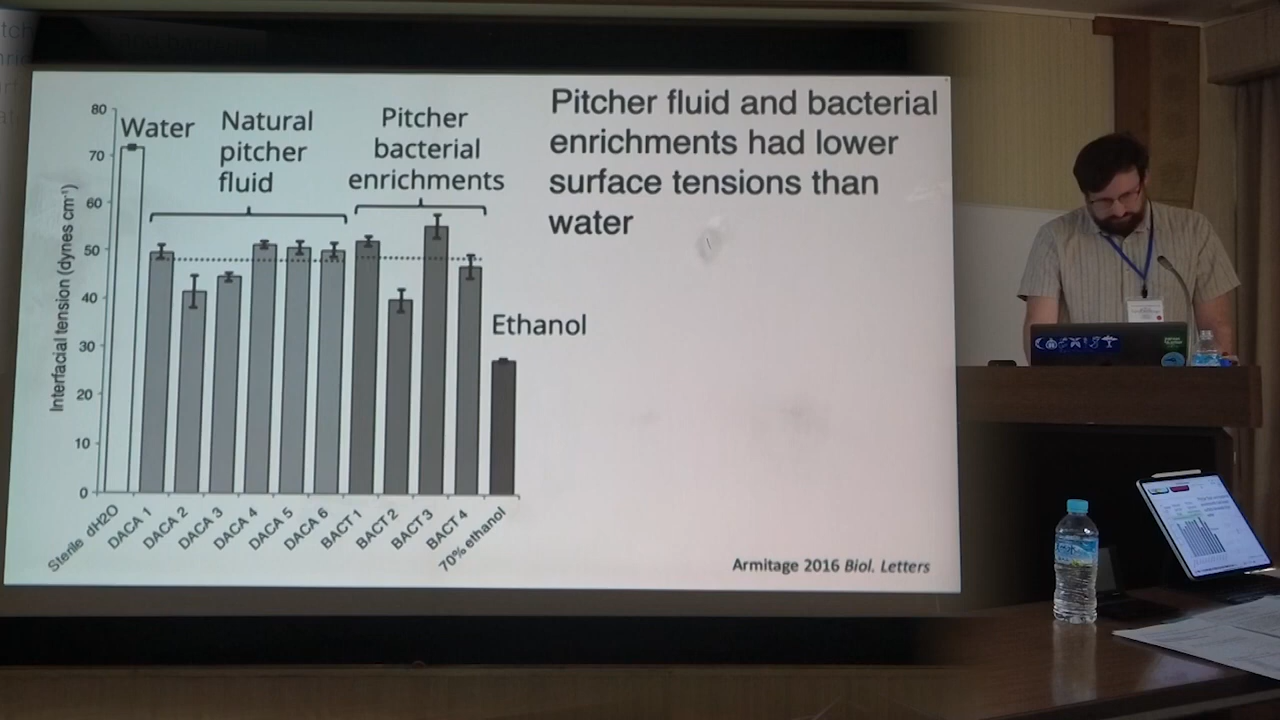 Pitcher fluid and bacterial
enrichments had lower
surface tensions than
water
Water
Natural
pitcher
fluid
Pitcher
bacterial
enrichments
Ethanol
Interfacial tension (dynes cm⁻¹)
80
70
60
50
40
30
20
10
0
Sterile dH2O
DACA 1
DACA 2
DACA 3
DACA 4
DACA 5
DACA 6
BACT 1
BACT 2
BACT 3
BACT 4
70% ethanol
Armitage 2016 Biol. Letters